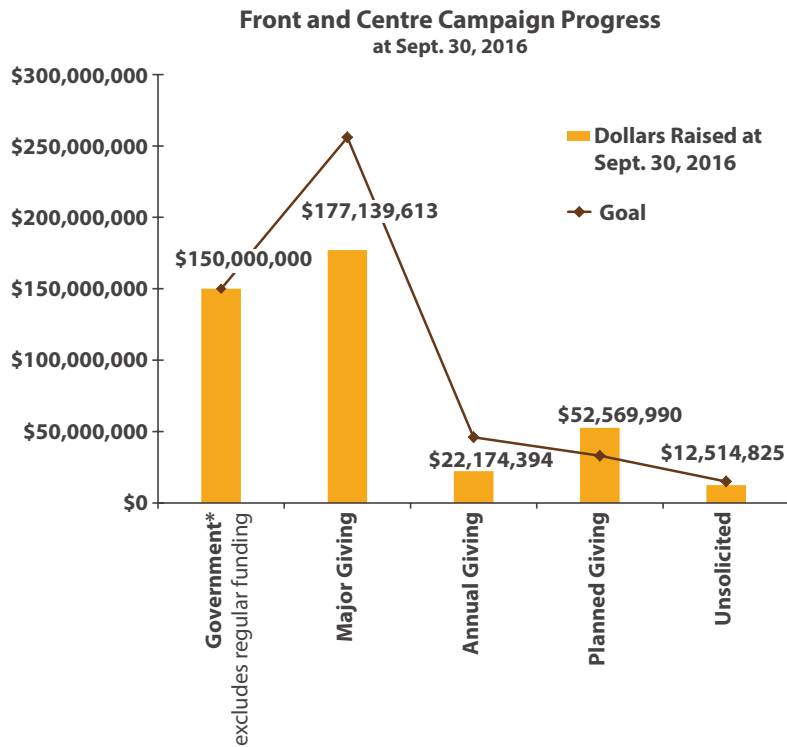 Front and Centre Campaign Progress
at Sept. 30, 2016
$300,000,000
$250,000,000
$200,000,000
$150,000,000
$100,000,000
$50,000,000
$0
Dollars Raised at
Sept. 30, 2016
Goal
$150,000,000
$177,139,613
$22,174,394
$52,569,990
$12,514,825
Government*
excludes regular funding
Major Giving
Annual Giving
Planned Giving
Unsolicited